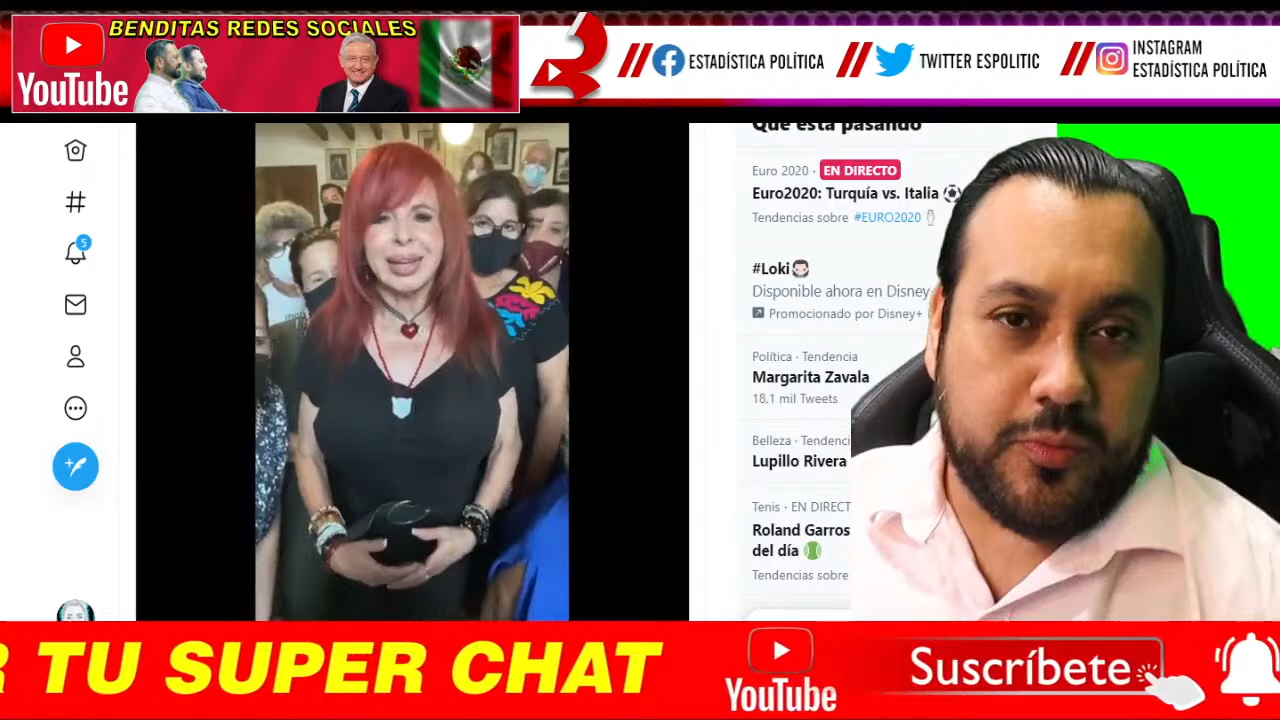 BENDITAS REDES SOCIALES
YouTube
ESTADÍSTICA POLÍTICA
TWITTER ESPOLITIC
INSTAGRAM
ESTADÍSTICA POLÍTICA
Qué está pasando
5
Euro 2020 · EN DIRECTO
Euro2020: Turquía vs. Italia
Tendencias sobre #EURO2020
#Loki
Disponible ahora en Disney
Promocionado por Disney+
Política · Tendencia
Margarita Zavala
18,1 mil Tweets
Belleza · Tendenci
Lupillo Rivera
Tenis · EN DIRECT
Roland Garros
del día
Tendencias sobre
R TU SUPER CHAT
YouTube
Suscríbete